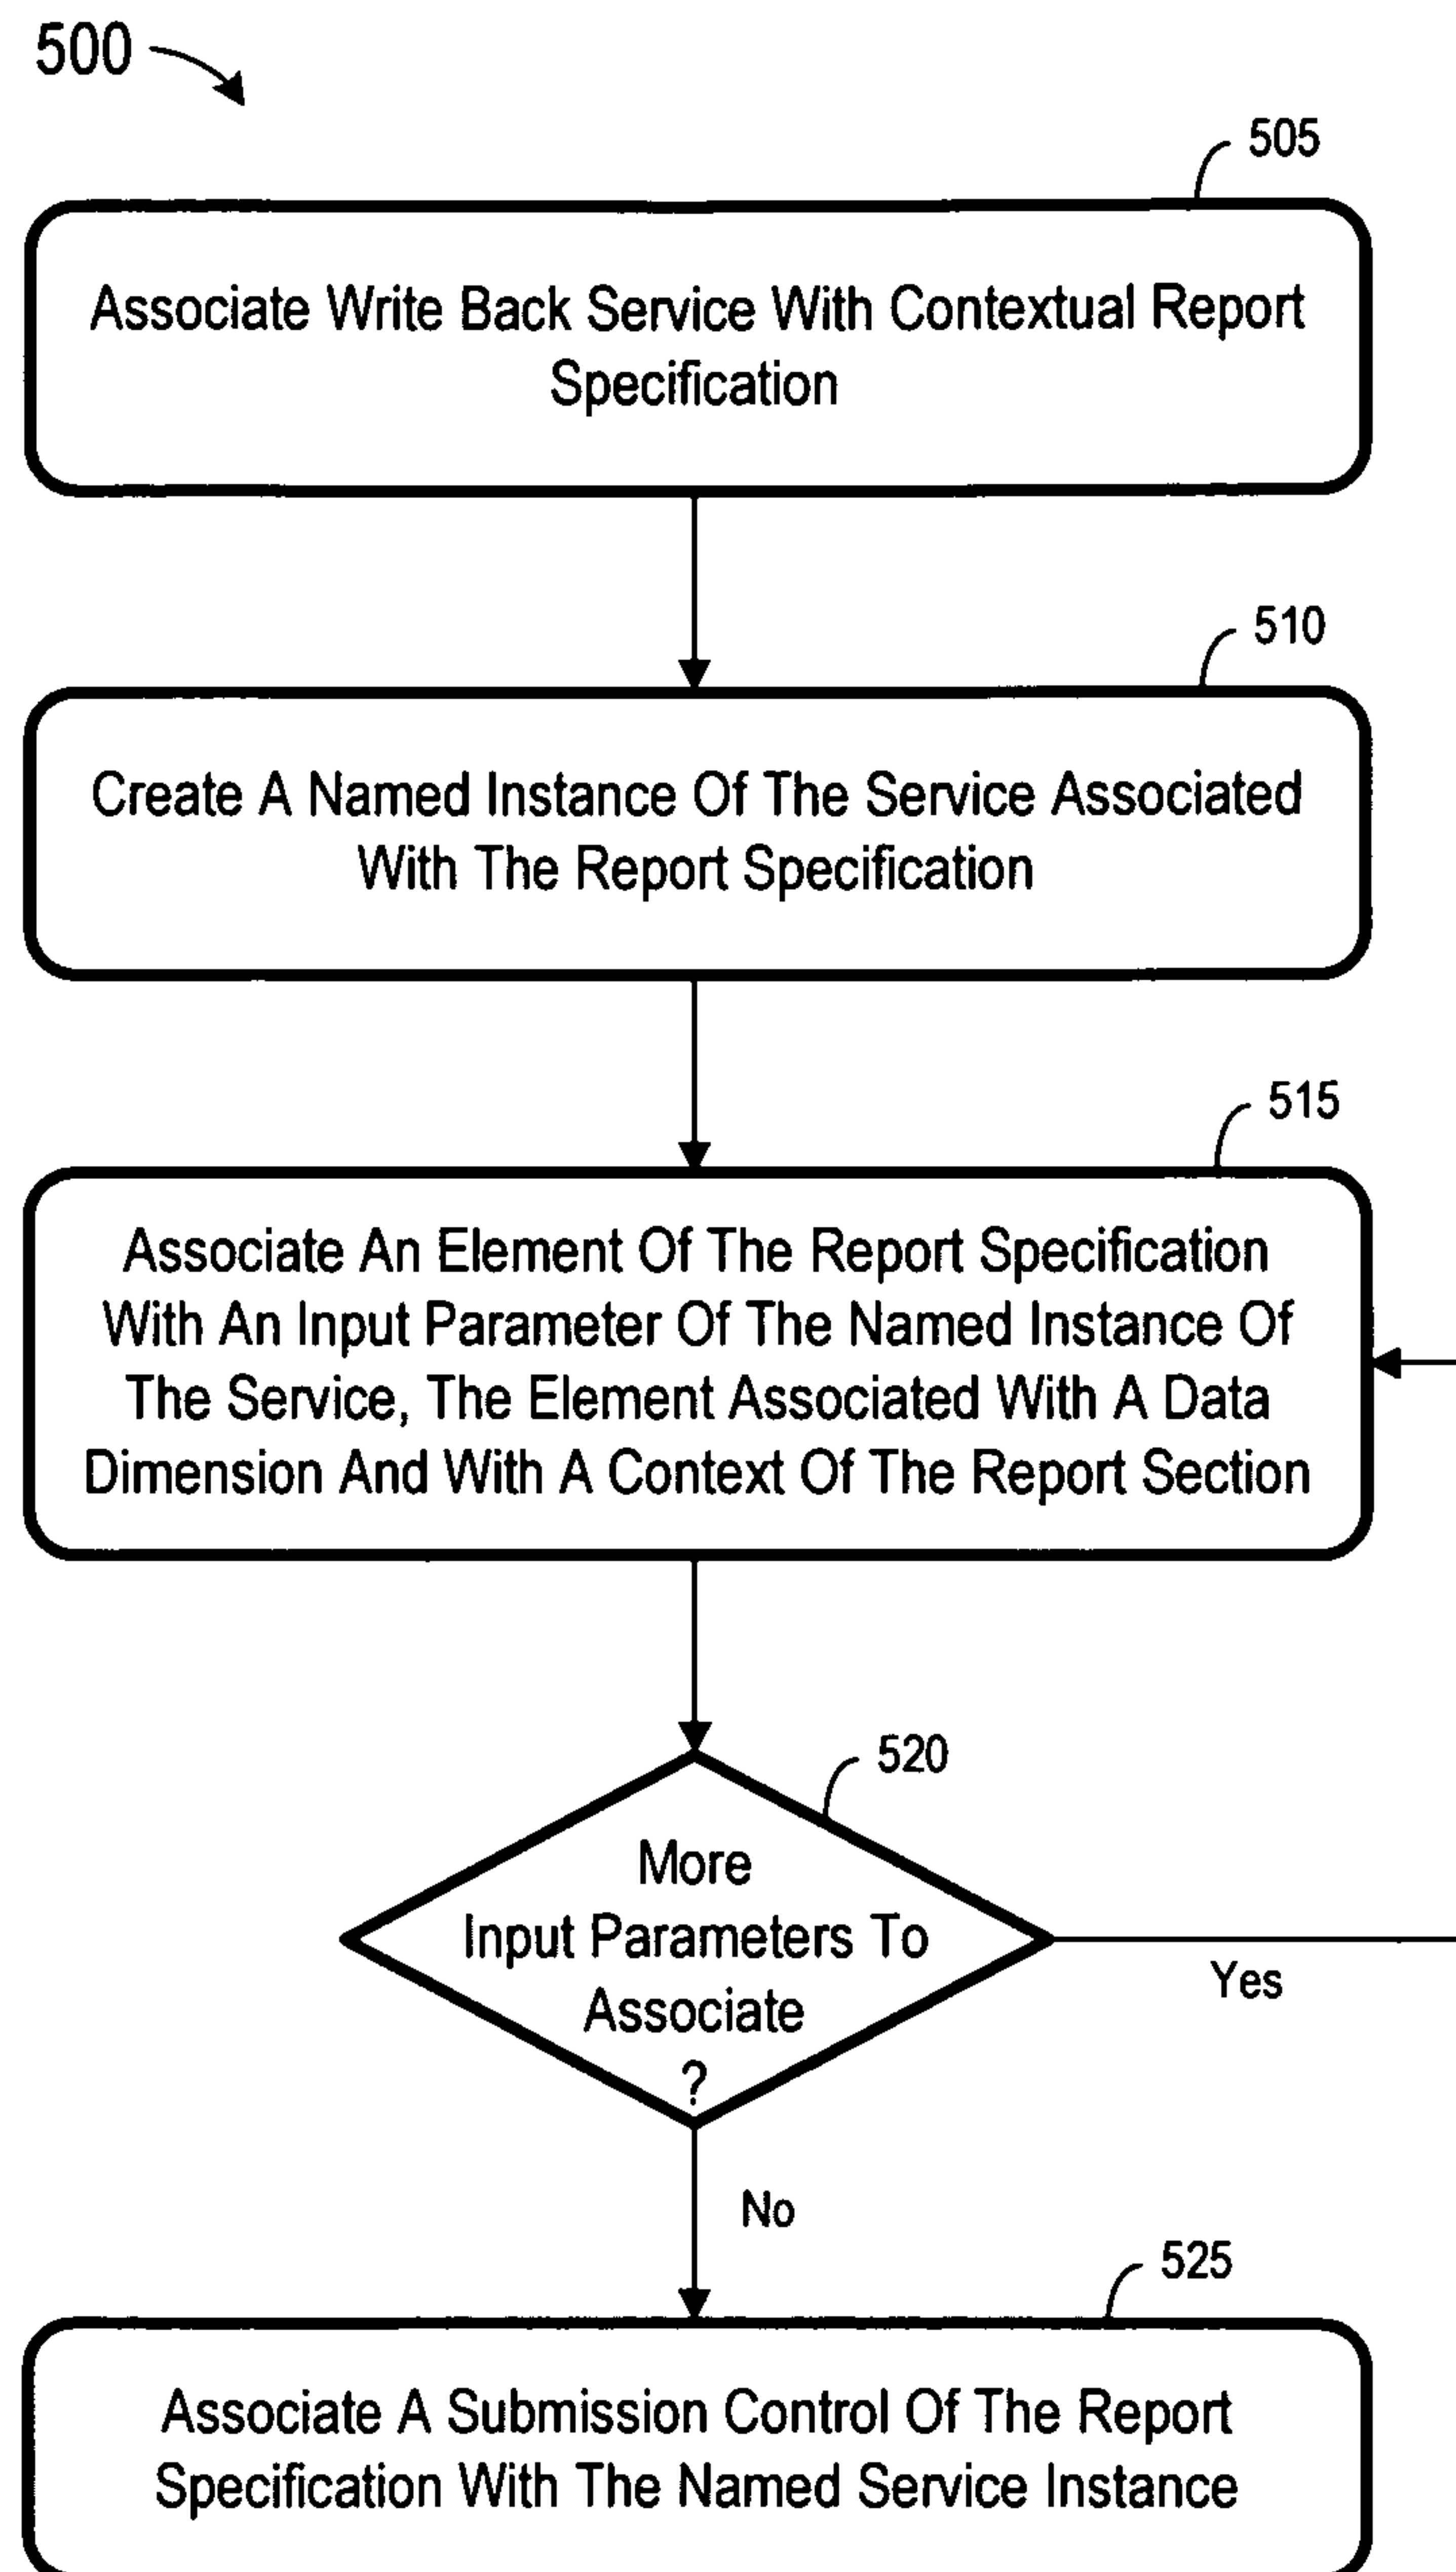 500
505
Associate Write Back Service With Contextual Report
Specification
510
Create A Named Instance Of The Service Associated
With The Report Specification
515
Associate An Element Of The Report Specification
With An Input Parameter Of The Named Instance Of
The Service, The Element Associated With A Data
Dimension And With A Context Of The Report Section
520
More
Input Parameters To
Associate
?
Yes
No
525
Associate A Submission Control Of The Report
Specification With The Named Service Instance